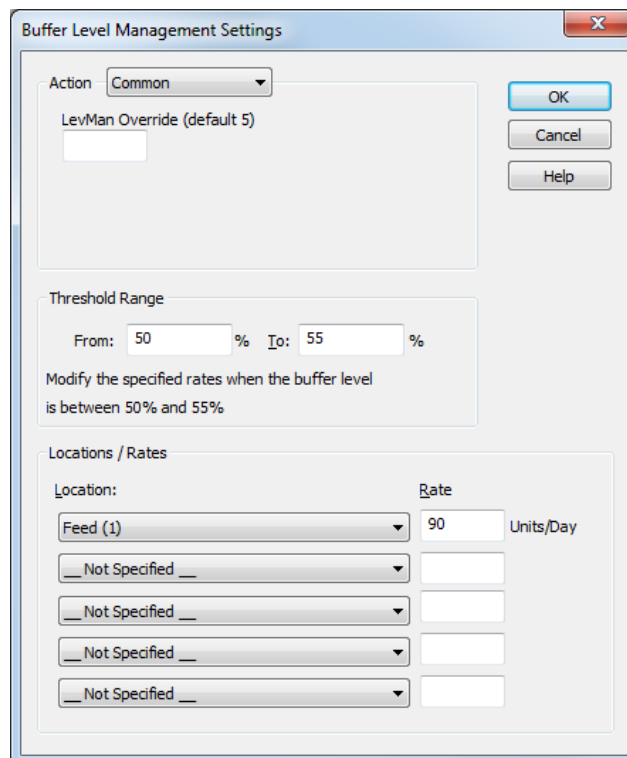 Buffer Level Management Settings
Action Common
OK
LevMan Override (default 5)
Cancel
Help
Threshold Range
From: 50 % To: 55 %
Modify the specified rates when the buffer level
is between 50% and 55%
Locations / Rates
Location: Rate
Feed (1) 90 Units/Day
__ Not Specified __
__ Not Specified __
__ Not Specified __
__ Not Specified __